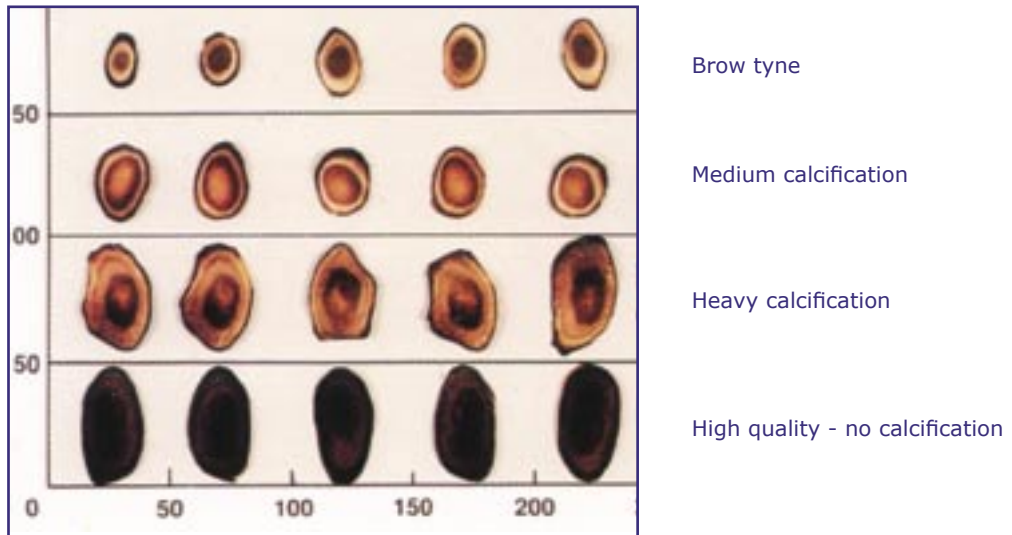 Brow tyne
50
Medium calcification
00
Heavy calcification
50
High quality - no calcification
0 50 100 150 200